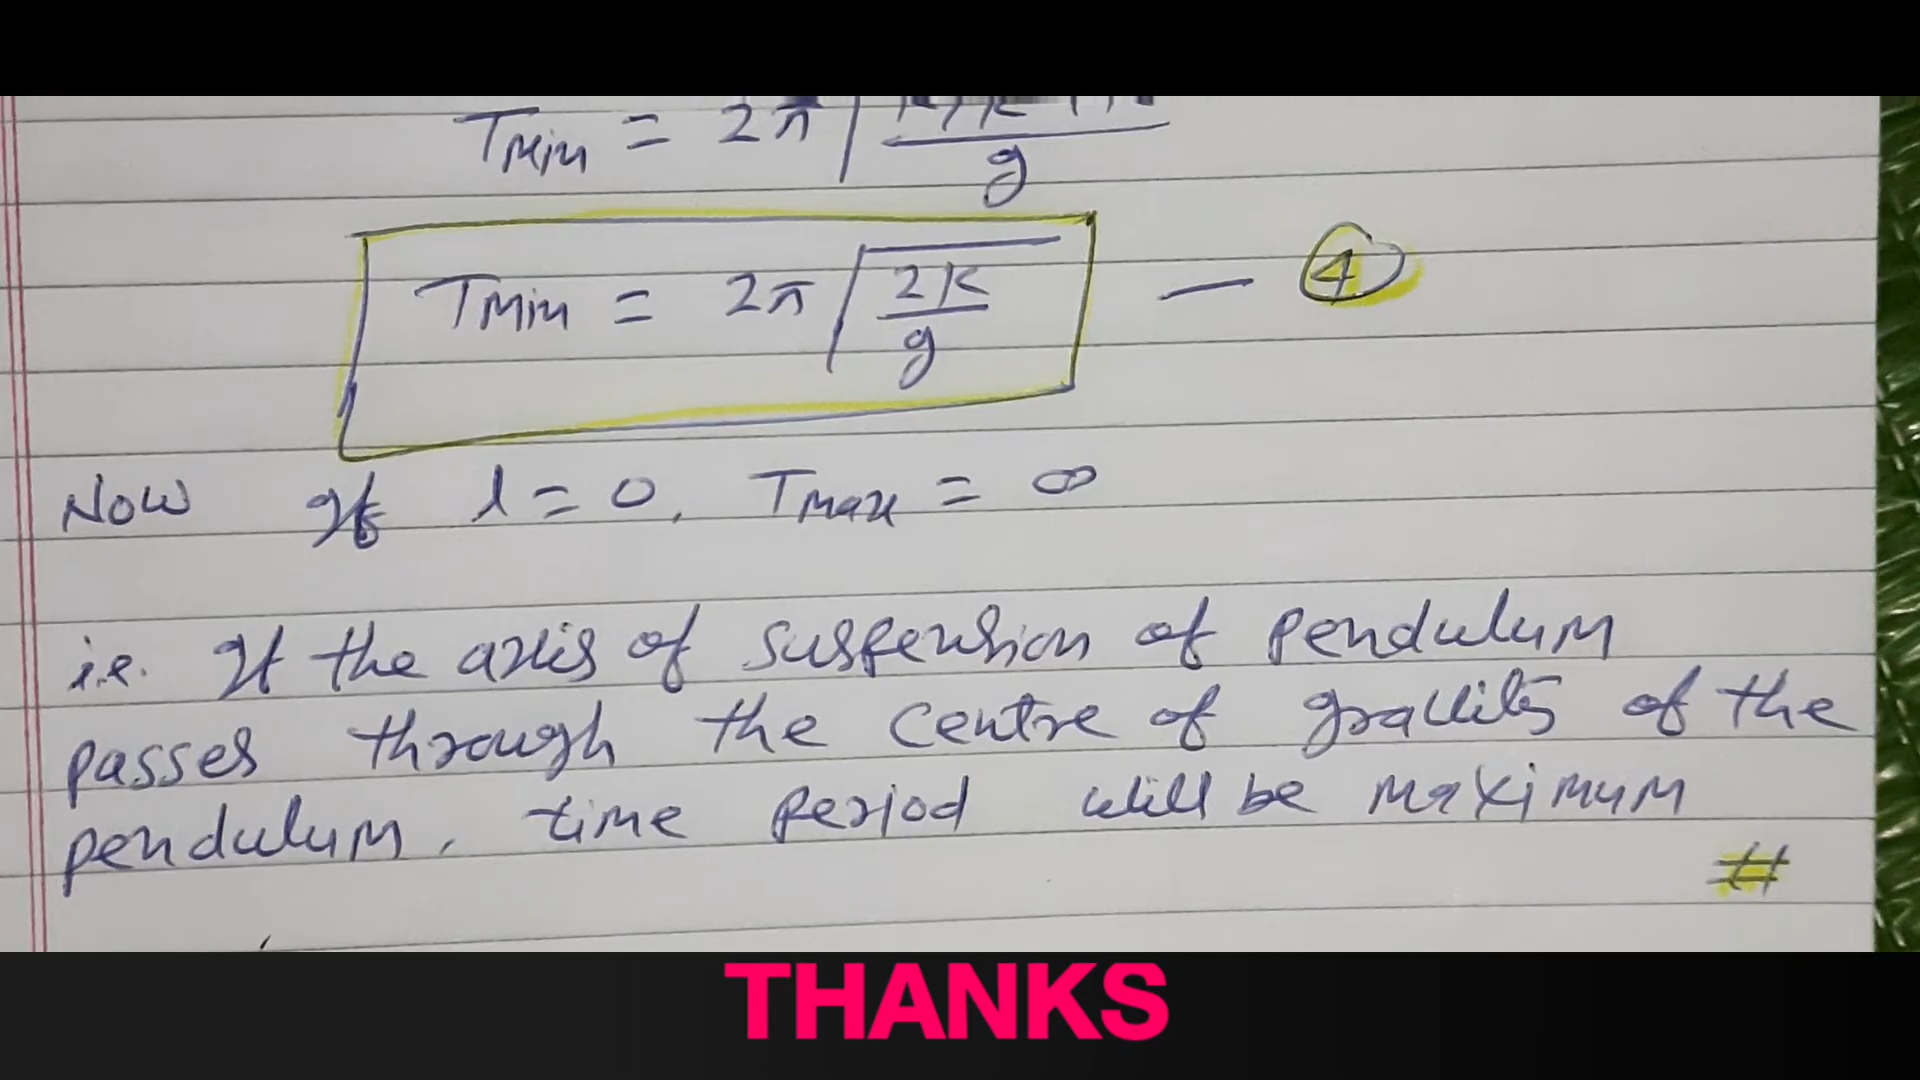 TMin = 2π√ g
TMin = 2π√2K/g — 4
Now If l = 0, TMax = ∞
i.e. If the axis of suspension of pendulum
passes through the centre of gravity of the
pendulum, time period will be maximum
#
THANKS